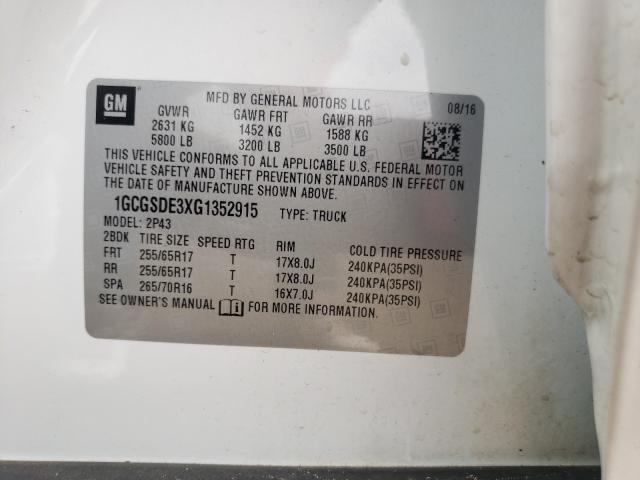 GM
MFD BY GENERAL MOTORS LLC 08/16
GVWR GAWR FRT GAWR RR
2631 KG 1452 KG 1588 KG
5800 LB 3200 LB 3500 LB
THIS VEHICLE CONFORMS TO ALL APPLICABLE U.S. FEDERAL MOTOR
VEHICLE SAFETY AND THEFT PREVENTION STANDARDS IN EFFECT ON
THE DATE OF MANUFACTURE SHOWN ABOVE.
1GCGSDE3XG1352915 TYPE: TRUCK
MODEL: 2P43
2BDK TIRE SIZE SPEED RTG RIM COLD TIRE PRESSURE
FRT 255/65R17 T 17X8.0J 240KPA(35PSI)
RR 255/65R17 T 17X8.0J 240KPA(35PSI)
SPA 265/70R16 T 16X7.0J 240KPA(35PSI)
SEE OWNER'S MANUAL FOR MORE INFORMATION.